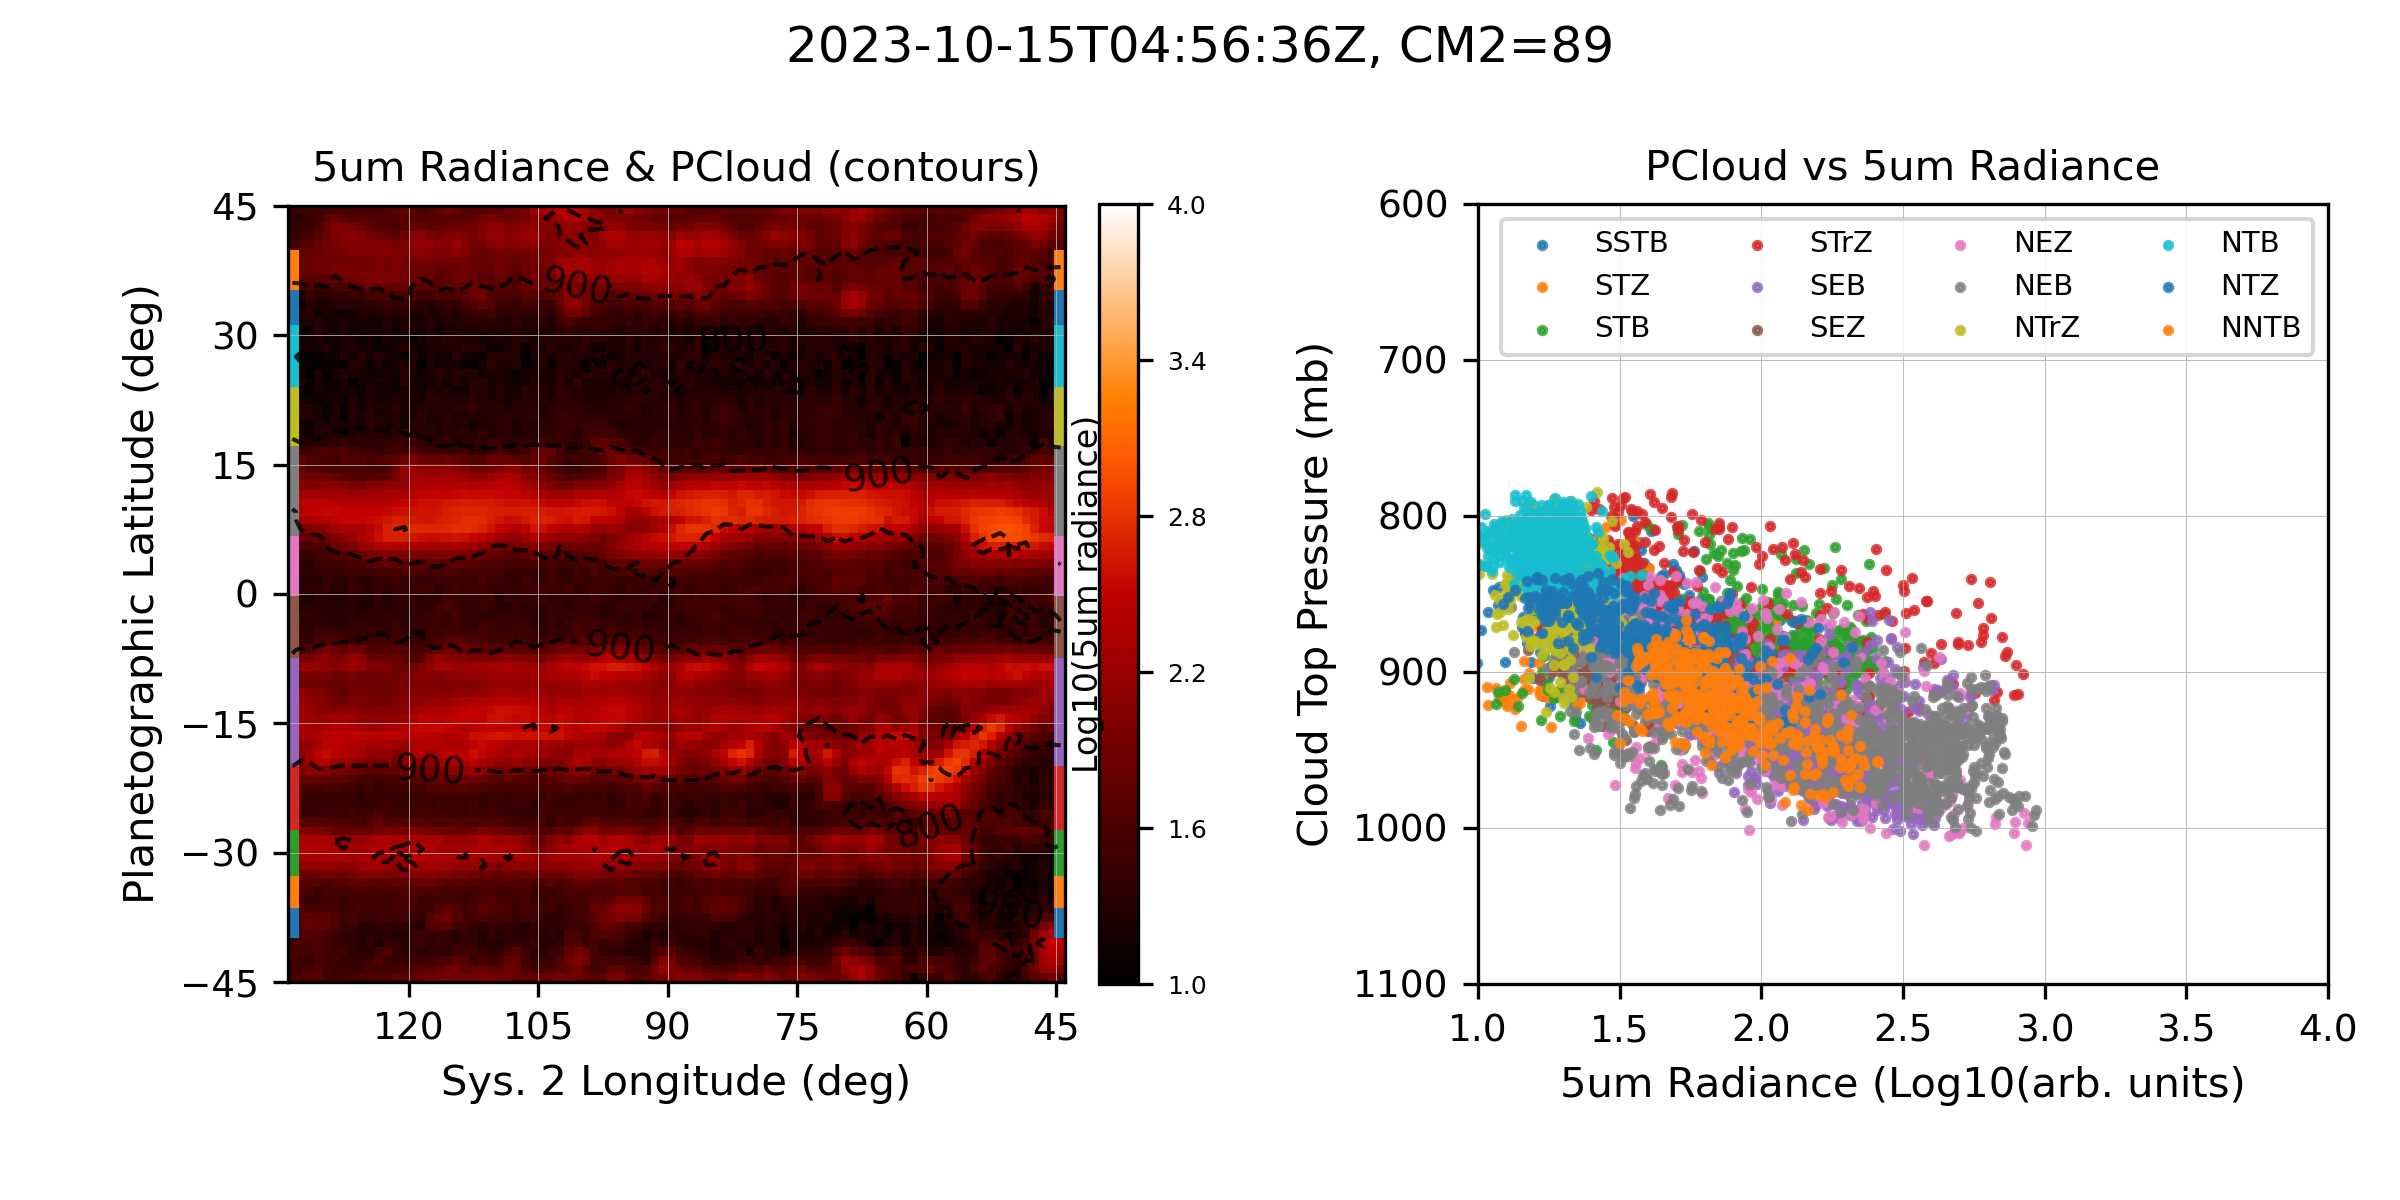 2023-10-15T04:56:36Z, CM2=89
5um Radiance & PCloud (contours)
45
30
15
0
−15
−30
−45
Planetographic Latitude (deg)
900
800
900
900
900
800
900
120 105 90 75 60 45
Sys. 2 Longitude (deg)
Log10(5um radiance)
4.0
3.4
2.8
2.2
1.6
1.0
PCloud vs 5um Radiance
SSTB STrZ NEZ NTB
STZ SEB NEB NTZ
STB SEZ NTrZ NNTB
600
700
800
900
1000
1100
Cloud Top Pressure (mb)
1.0 1.5 2.0 2.5 3.0 3.5 4.0
5um Radiance (Log10(arb. units)